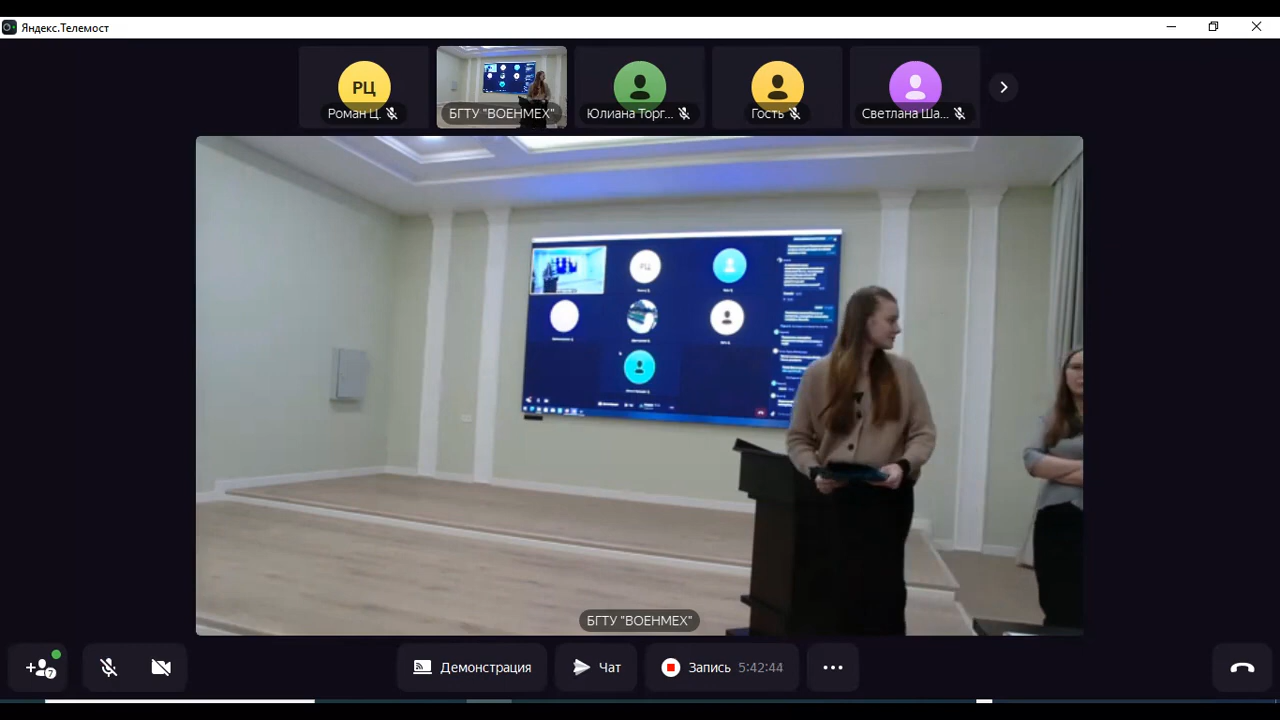 Яндекс.Телемост
РЦ
Роман Ц.
БГТУ "ВОЕНМЕХ"
Юлиана Торг...
Гость
Светлана Ша...
РЦ
БГТУ "ВОЕНМЕХ"
7
Демонстрация
Чат
Запись 5:42:44